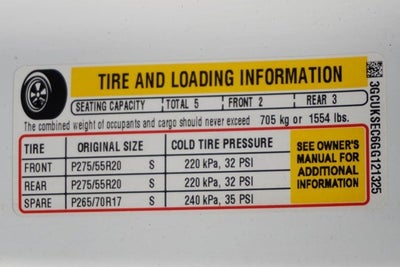 TIRE AND LOADING INFORMATION
SEATING CAPACITY TOTAL 5 FRONT 2 REAR 3
The combined weight of occupants and cargo should never exceed 705 kg or 1554 lbs.
TIRE ORIGINAL SIZE COLD TIRE PRESSURE
FRONT P275/55R20 S 220 kPa, 32 PSI
REAR P275/55R20 S 220 kPa, 32 PSI
SPARE P265/70R17 S 240 kPa, 35 PSI
SEE OWNER'S
MANUAL FOR
ADDITIONAL
INFORMATION
3GCUKSEC6GG121325